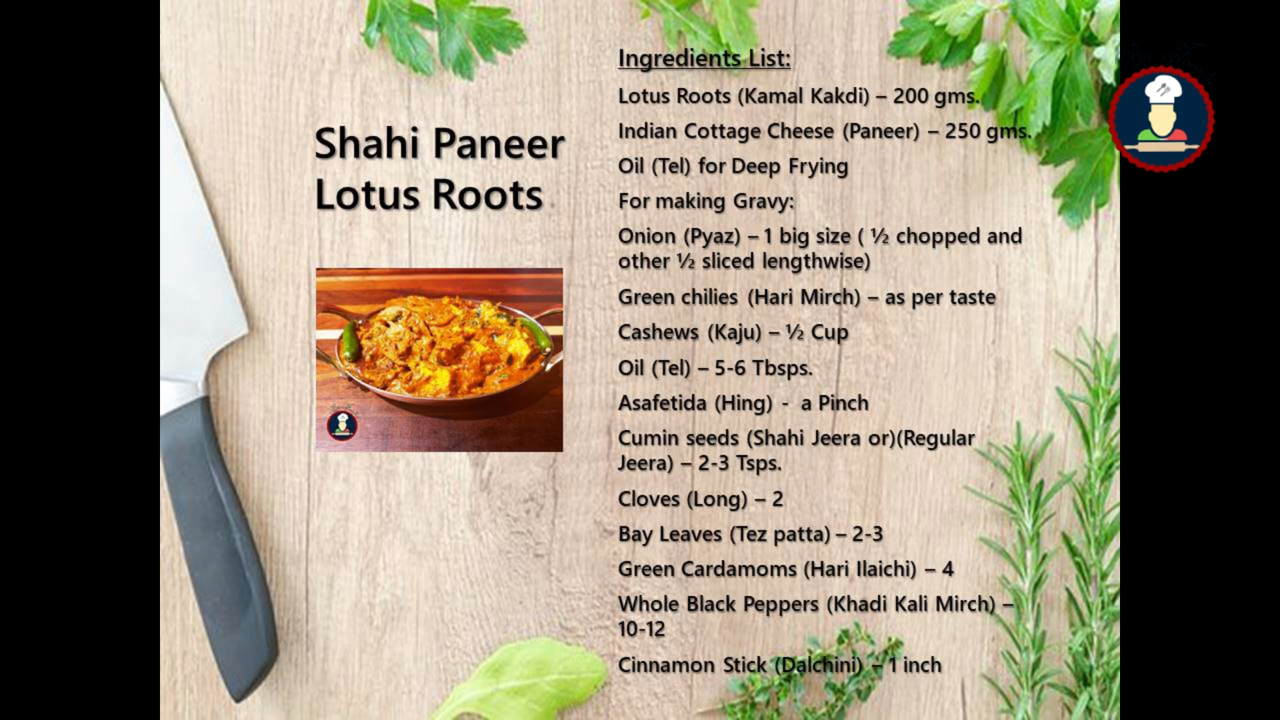 Shahi Paneer
Lotus Roots
Ingredients List:
Lotus Roots (Kamal Kakdi) – 200 gms.
Indian Cottage Cheese (Paneer) – 250 gms.
Oil (Tel) for Deep Frying
For making Gravy:
Onion (Pyaz) – 1 big size ( ½ chopped and
other ½ sliced lengthwise)
Green chilies (Hari Mirch) – as per taste
Cashews (Kaju) – ½ Cup
Oil (Tel) – 5-6 Tbsps.
Asafetida (Hing) - a Pinch
Cumin seeds (Shahi Jeera or)(Regular
Jeera) – 2-3 Tsps.
Cloves (Long) – 2
Bay Leaves (Tez patta) – 2-3
Green Cardamoms (Hari Ilaichi) – 4
Whole Black Peppers (Khadi Kali Mirch) –
10-12
Cinnamon Stick (Dalchini) – 1 inch